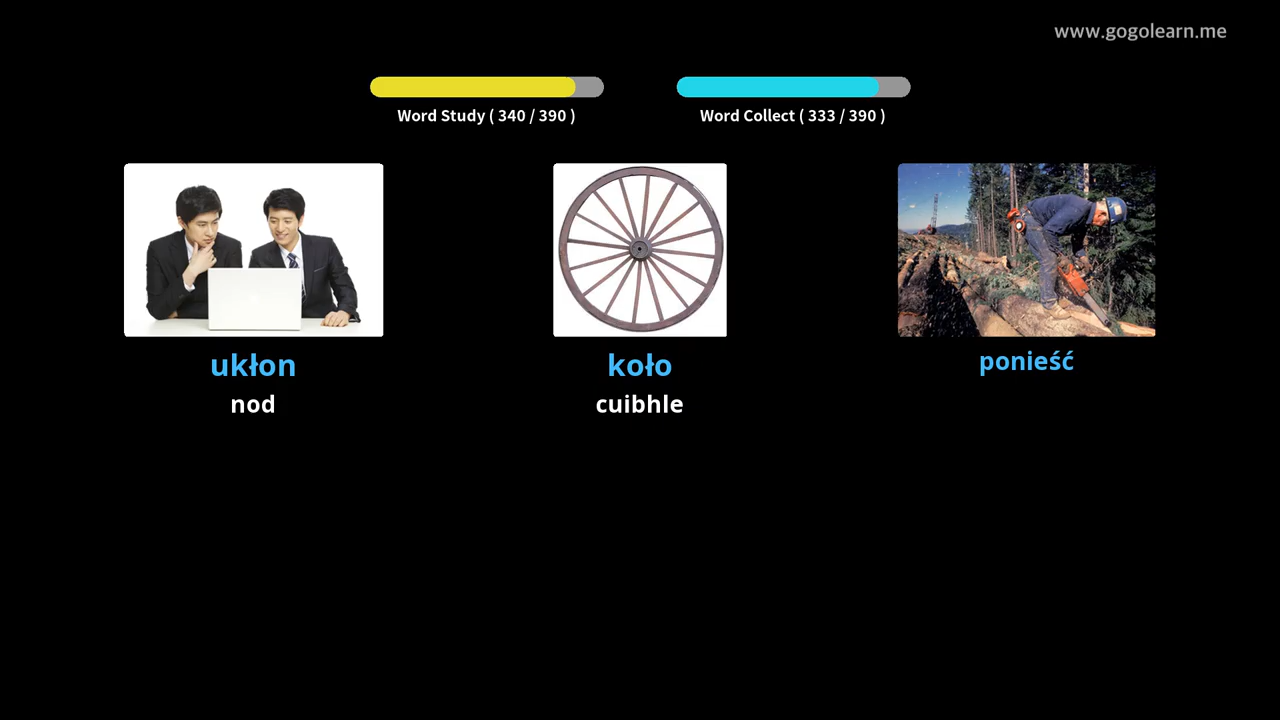 www.gogolearn.me
Word Study ( 340 / 390 )
Word Collect ( 333 / 390 )
ukłon
koło
ponieść
nod
cuibhle